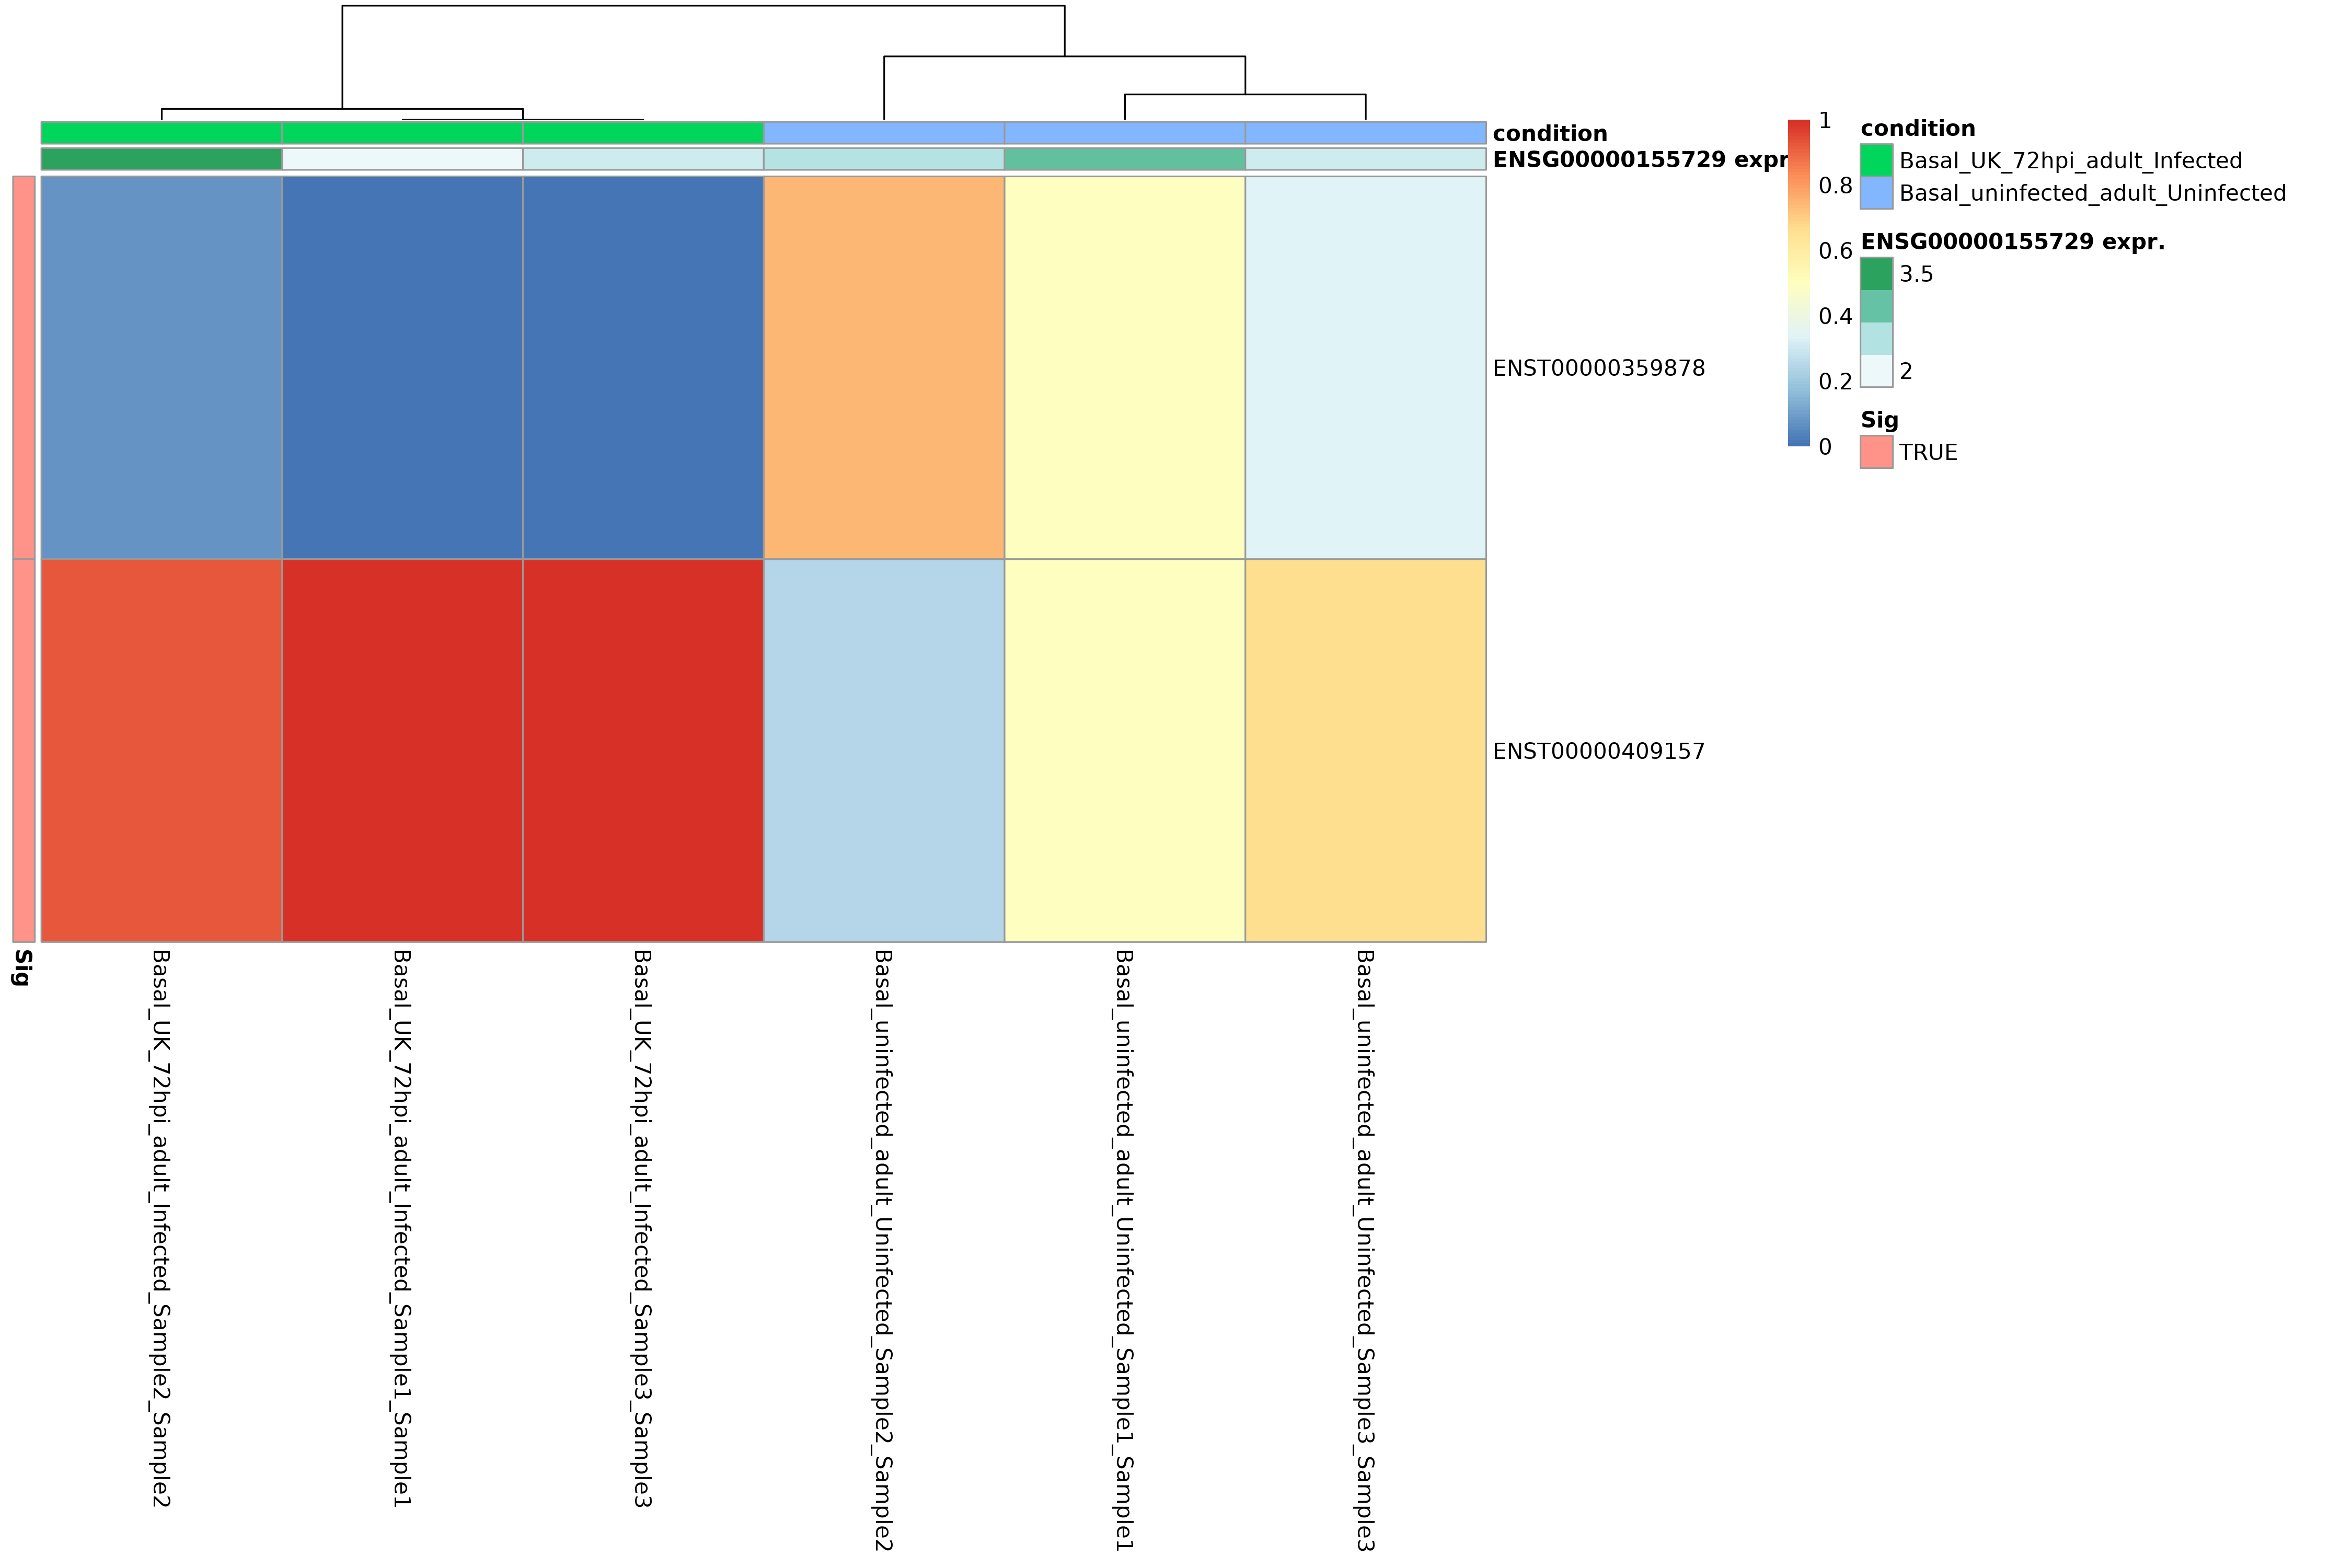 condition
ENSG00000155729 expr
ENST00000359878
ENST00000409157
Sig
Basal_UK_72hpi_adult_Infected_Sample2_Sample2
Basal_UK_72hpi_adult_Infected_Sample1_Sample1
Basal_UK_72hpi_adult_Infected_Sample3_Sample3
Basal_uninfected_adult_Uninfected_Sample2_Sample2
Basal_uninfected_adult_Uninfected_Sample1_Sample1
Basal_uninfected_adult_Uninfected_Sample3_Sample3
1
0.8
0.6
0.4
0.2
0
condition
Basal_UK_72hpi_adult_Infected
Basal_uninfected_adult_Uninfected
ENSG00000155729 expr.
3.5
2
Sig
TRUE